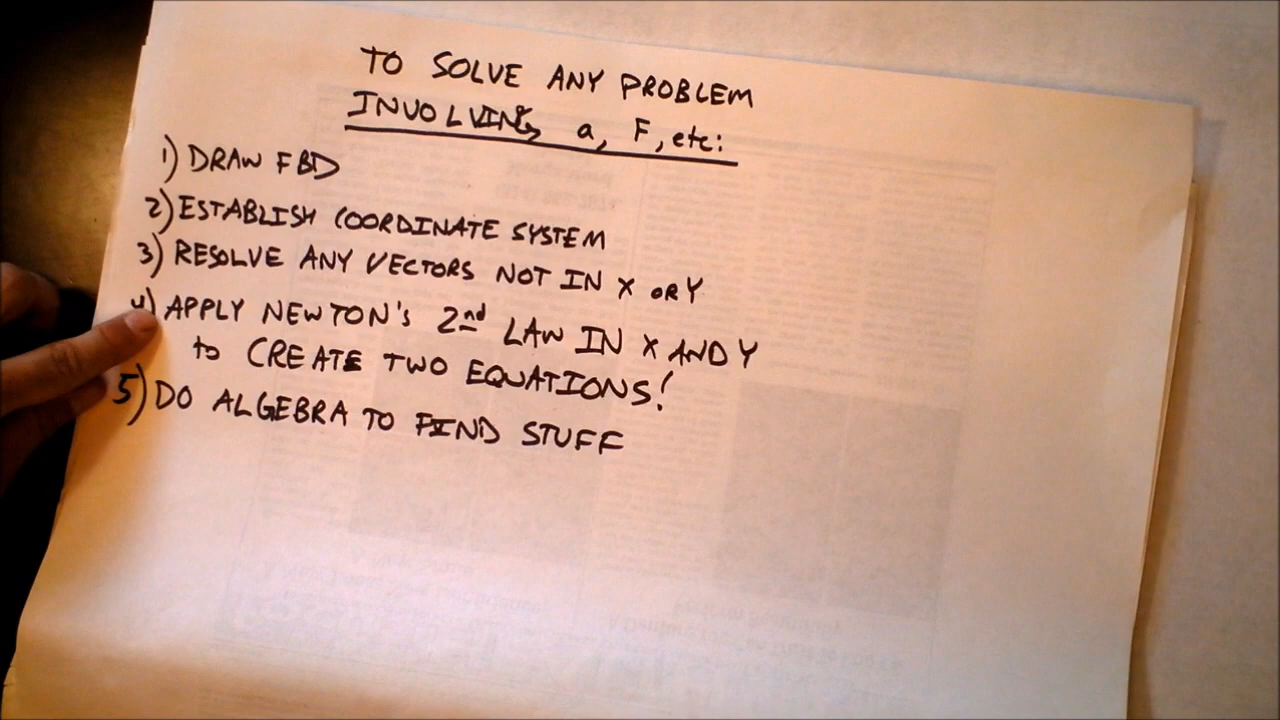 TO SOLVE ANY PROBLEM
INVOLVING a, F, etc:
1) DRAW FBD
2) ESTABLISH COORDINATE SYSTEM
3) RESOLVE ANY VECTORS NOT IN X OR Y
4) APPLY NEWTON'S 2nd LAW IN X AND Y
to CREATE TWO EQUATIONS!
5) DO ALGEBRA TO FIND STUFF